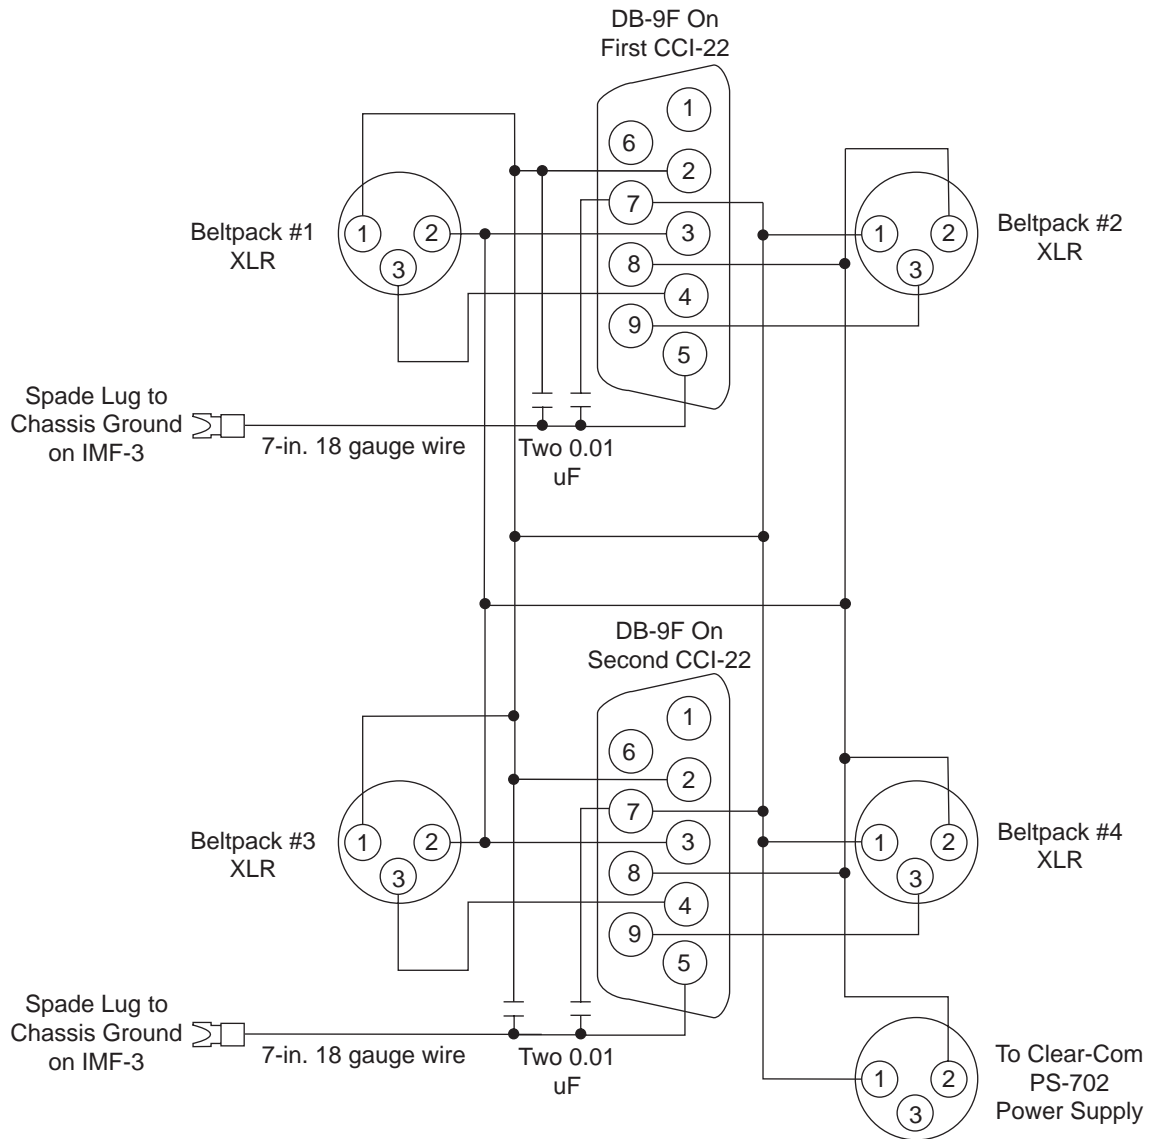 DB-9F On
First CCI-22
1
6
2
7
3
8
4
9
5
Beltpack #1
XLR
1
2
3
Beltpack #2
XLR
1
2
3
Spade Lug to
Chassis Ground
on IMF-3
7-in. 18 gauge wire
Two 0.01
uF
DB-9F On
Second CCI-22
1
6
2
7
3
8
4
9
5
Beltpack #3
XLR
1
2
3
Beltpack #4
XLR
1
2
3
Spade Lug to
Chassis Ground
on IMF-3
7-in. 18 gauge wire
Two 0.01
uF
1
2
3
To Clear-Com
PS-702
Power Supply